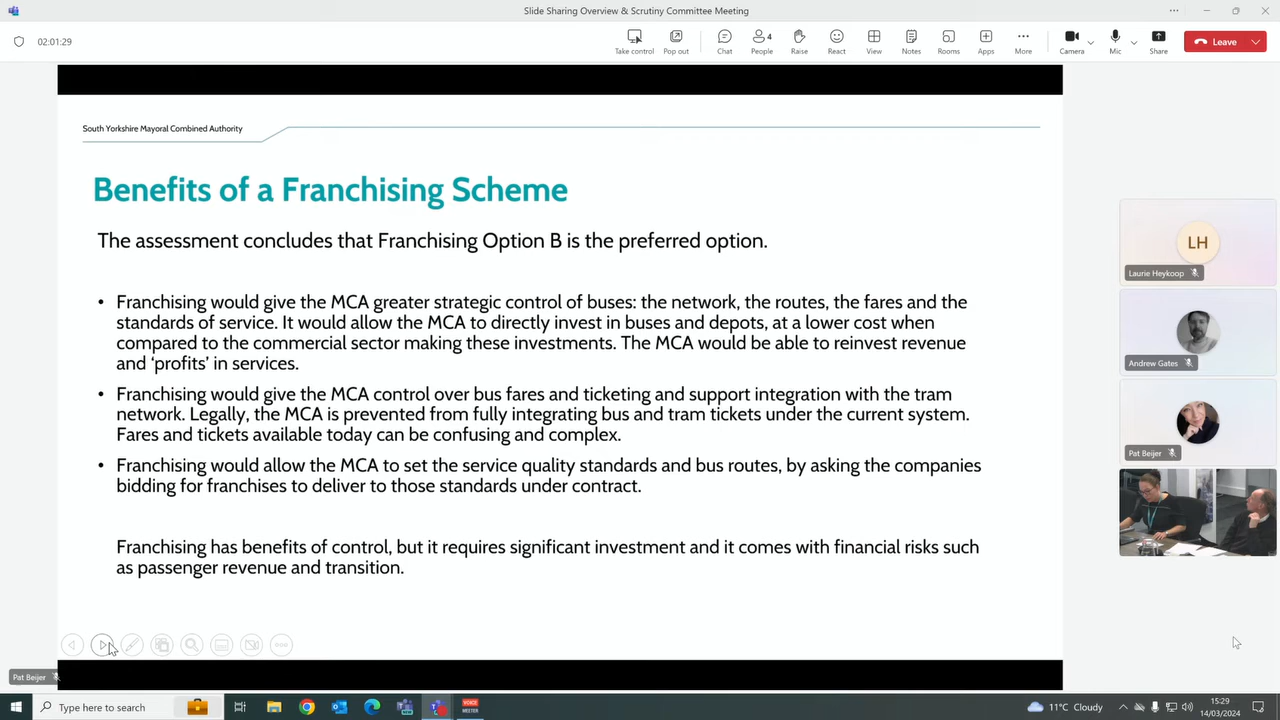 Slide Sharing Overview & Scrutiny Committee Meeting
02:01:29
Take control
Pop out
Chat
4
People
Raise
React
View
Notes
Rooms
Apps
More
Camera
Mic
Share
Leave
South Yorkshire Mayoral Combined Authority
Benefits of a Franchising Scheme
The assessment concludes that Franchising Option B is the preferred option.
• Franchising would give the MCA greater strategic control of buses: the network, the routes, the fares and the
standards of service. It would allow the MCA to directly invest in buses and depots, at a lower cost when
compared to the commercial sector making these investments. The MCA would be able to reinvest revenue
and ‘profits’ in services.
• Franchising would give the MCA control over bus fares and ticketing and support integration with the tram
network. Legally, the MCA is prevented from fully integrating bus and tram tickets under the current system.
Fares and tickets available today can be confusing and complex.
• Franchising would allow the MCA to set the service quality standards and bus routes, by asking the companies
bidding for franchises to deliver to those standards under contract.
Franchising has benefits of control, but it requires significant investment and it comes with financial risks such
as passenger revenue and transition.
LH
Laurie Heykoop
Andrew Gates
Pat Beijer
Pat Beijer
Type here to search
VOICE
MEETER
11°C Cloudy
15:29
14/03/2024